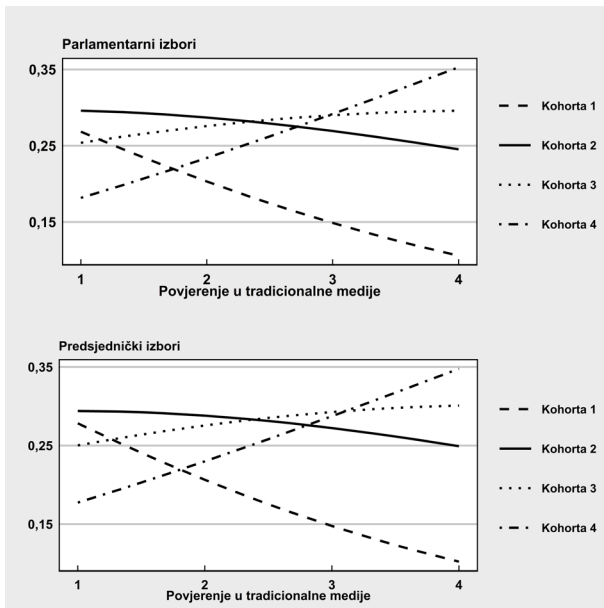 Parlamentarni izbori
0,35
0,25
0,15
1 2 3 4
Povjerenje u tradicionalne medije
Kohorta 1
Kohorta 2
Kohorta 3
Kohorta 4
Predsjednički izbori
0,35
0,25
0,15
1 2 3 4
Povjerenje u tradicionalne medije
Kohorta 1
Kohorta 2
Kohorta 3
Kohorta 4